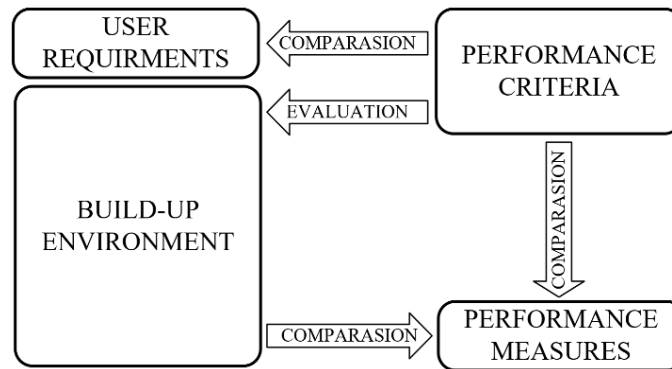 USER
REQUIRMENTS
COMPARASION
PERFORMANCE
CRITERIA
EVALUATION
BUILD-UP
ENVIRONMENT
COMPARASION
COMPARASION
PERFORMANCE
MEASURES